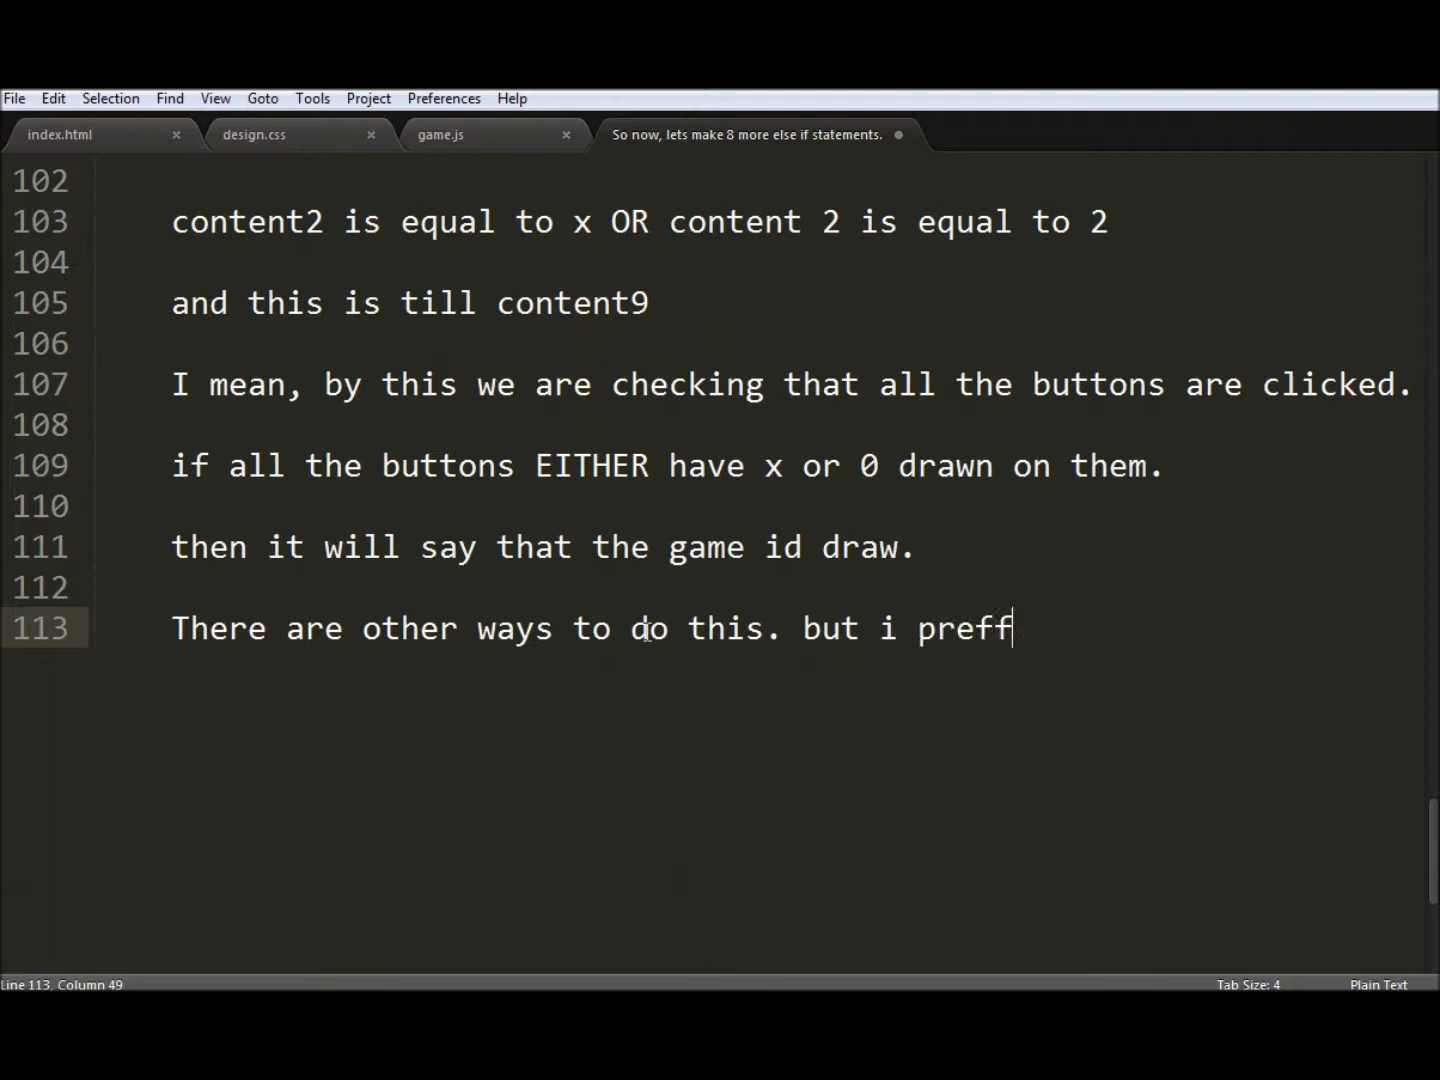 File Edit Selection Find View Goto Tools Project Preferences Help
index.html × design.css × game.js × So now, lets make 8 more else if statements.
102
103 content2 is equal to x OR content 2 is equal to 2
104
105 and this is till content9
106
107 I mean, by this we are checking that all the buttons are clicked.
108
109 if all the buttons EITHER have x or 0 drawn on them.
110
111 then it will say that the game id draw.
112
113 There are other ways to do this. but i preff
Line 113, Column 49 Tab Size: 4 Plain Text